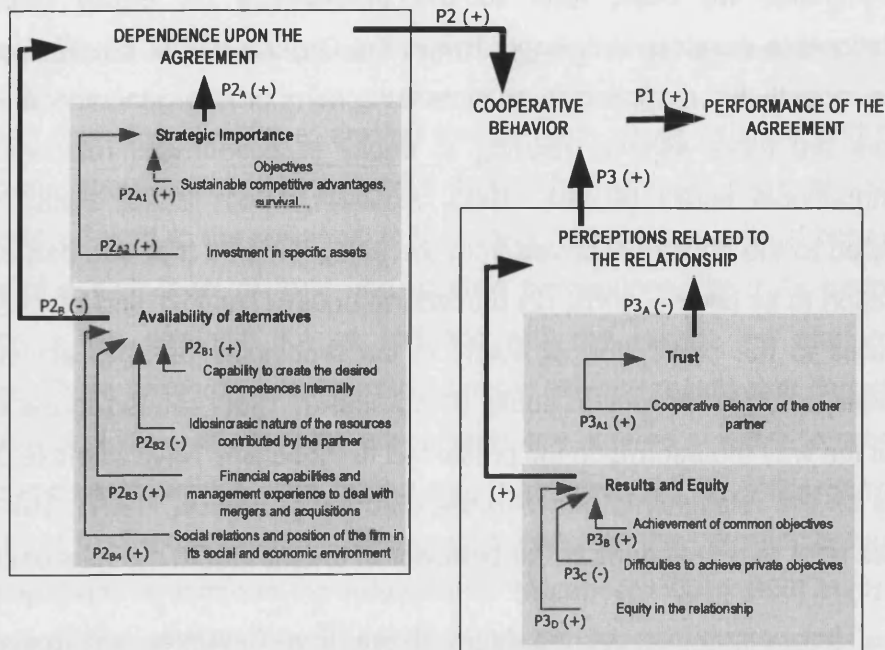 P2 (+)
DEPENDENCE UPON THE
AGREEMENT
P2A (+)
Strategic Importance
Objectives
Sustainable competitive advantages,
survival...
P2A1 (+)
P2A2 (+)
Investment in specific assets
P2B (-)
Availability of alternatives
P2B1 (+)
Capability to create the desired
competences Internally
Idiosincrasic nature of the resources
contributed by the partner
P2B2 (-)
P2B3 (+)
Financial capabilities and
management experience to deal with
mergers and acquisitions
Social relations and position of the firm in
its social and economic environment
P2B4 (+)
COOPERATIVE
BEHAVIOR
P1 (+)
PERFORMANCE OF THE
AGREEMENT
P3 (+)
PERCEPTIONS RELATED TO
THE RELATIONSHIP
P3A (-)
Trust
Cooperative Behavior of the other
partner
P3A1 (+)
(+)
Results and Equity
Achievement of common objectives
P3B (+)
Difficulties to achieve private objectives
P3C (-)
Equity in the relationship
P3D (+)